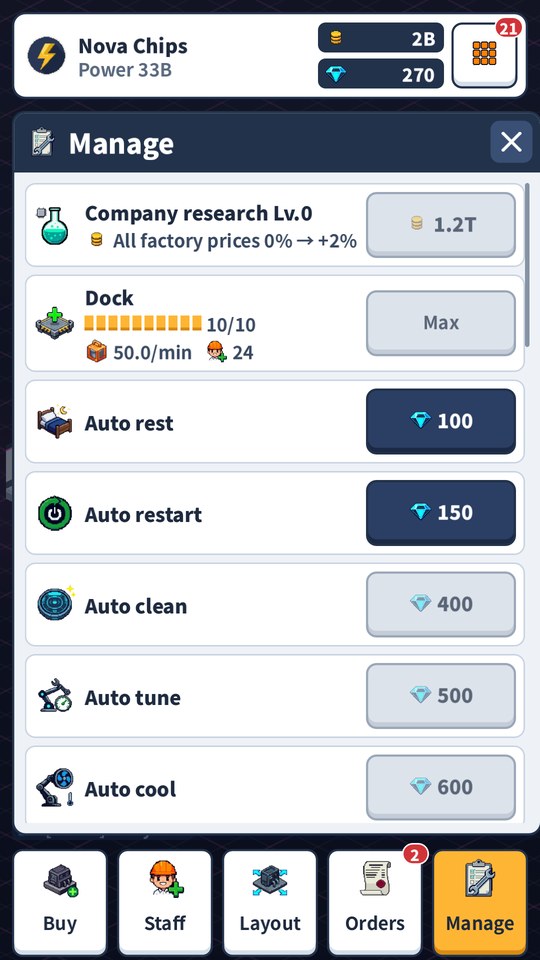 Nova Chips
Power 33B
2B
270
21
Manage
Company research Lv.0
All factory prices 0% → +2%
1.2T
Dock
10/10
50.0/min 24
Max
Auto rest
100
Auto restart
150
Auto clean
400
Auto tune
500
Auto cool
600
Buy
Staff
Layout
2
Orders
Manage